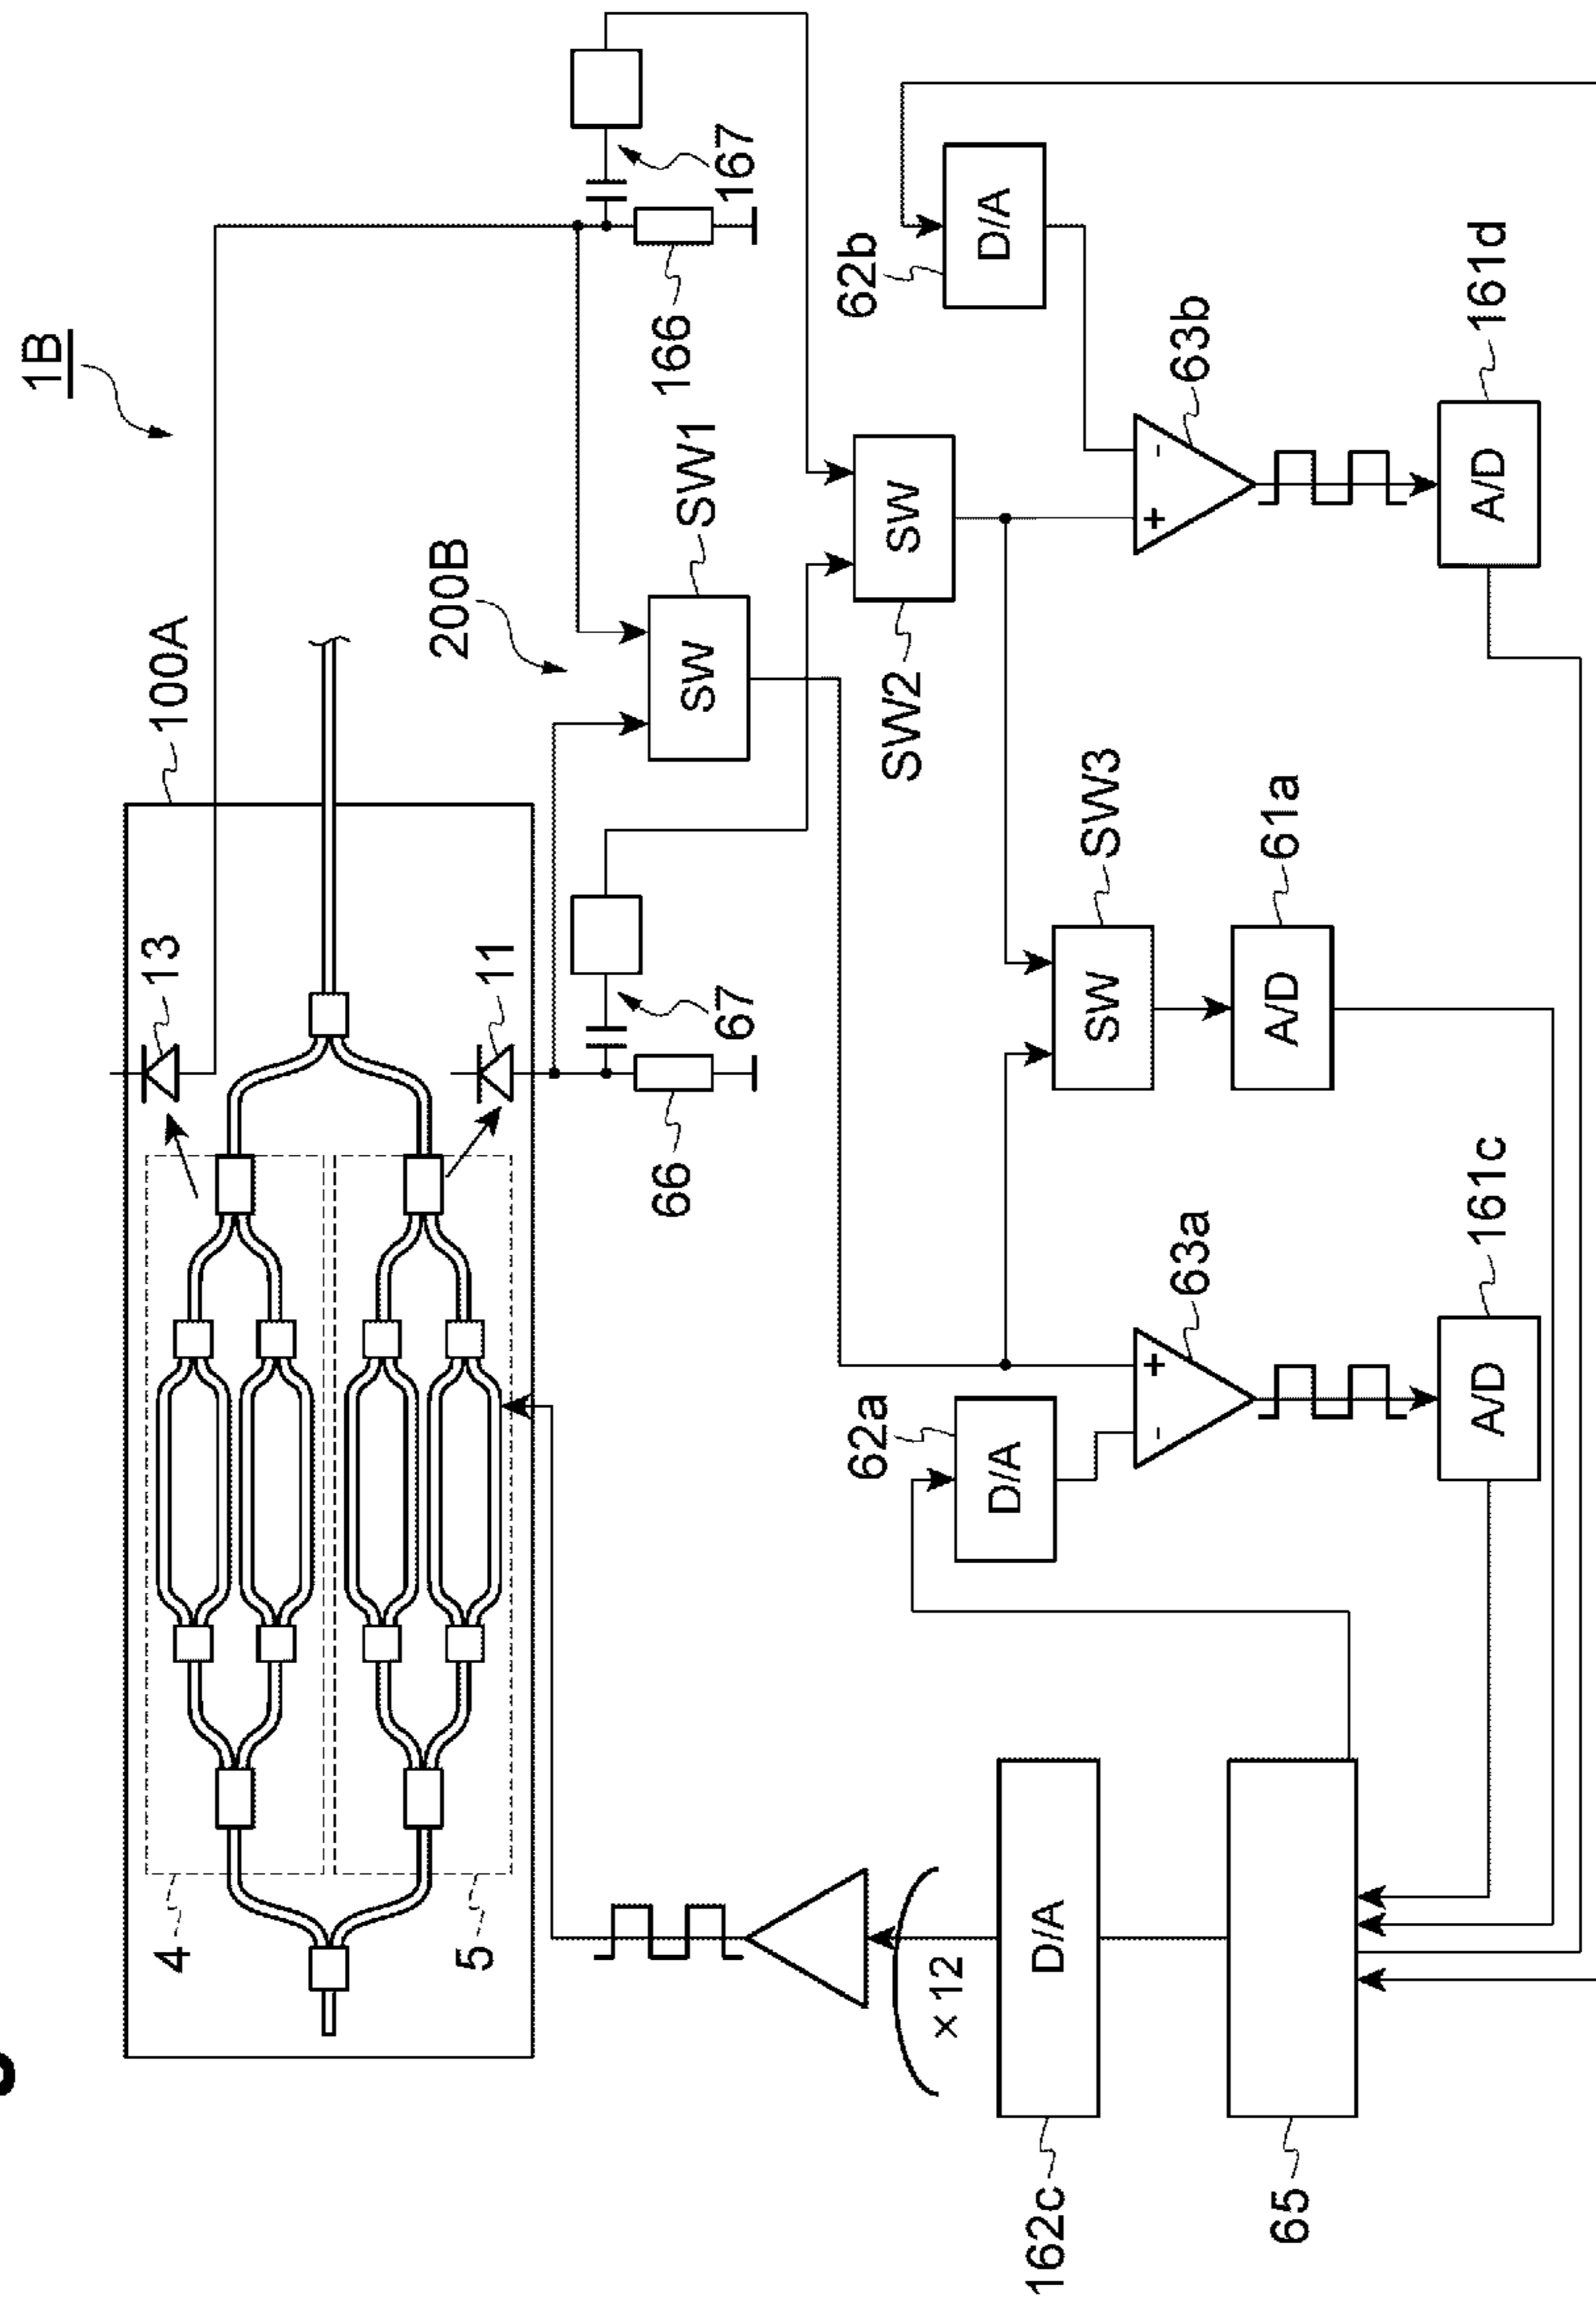 1B
4
13
100A
5
11
200B
66
67
SW
SW1
166
167
62a
SW2
SW
62b
× 12
D/A
D/A
D/A
162c
SW
SW3
-
+
63a
+
-
63b
65
A/D
61a
A/D
161c
A/D
161d